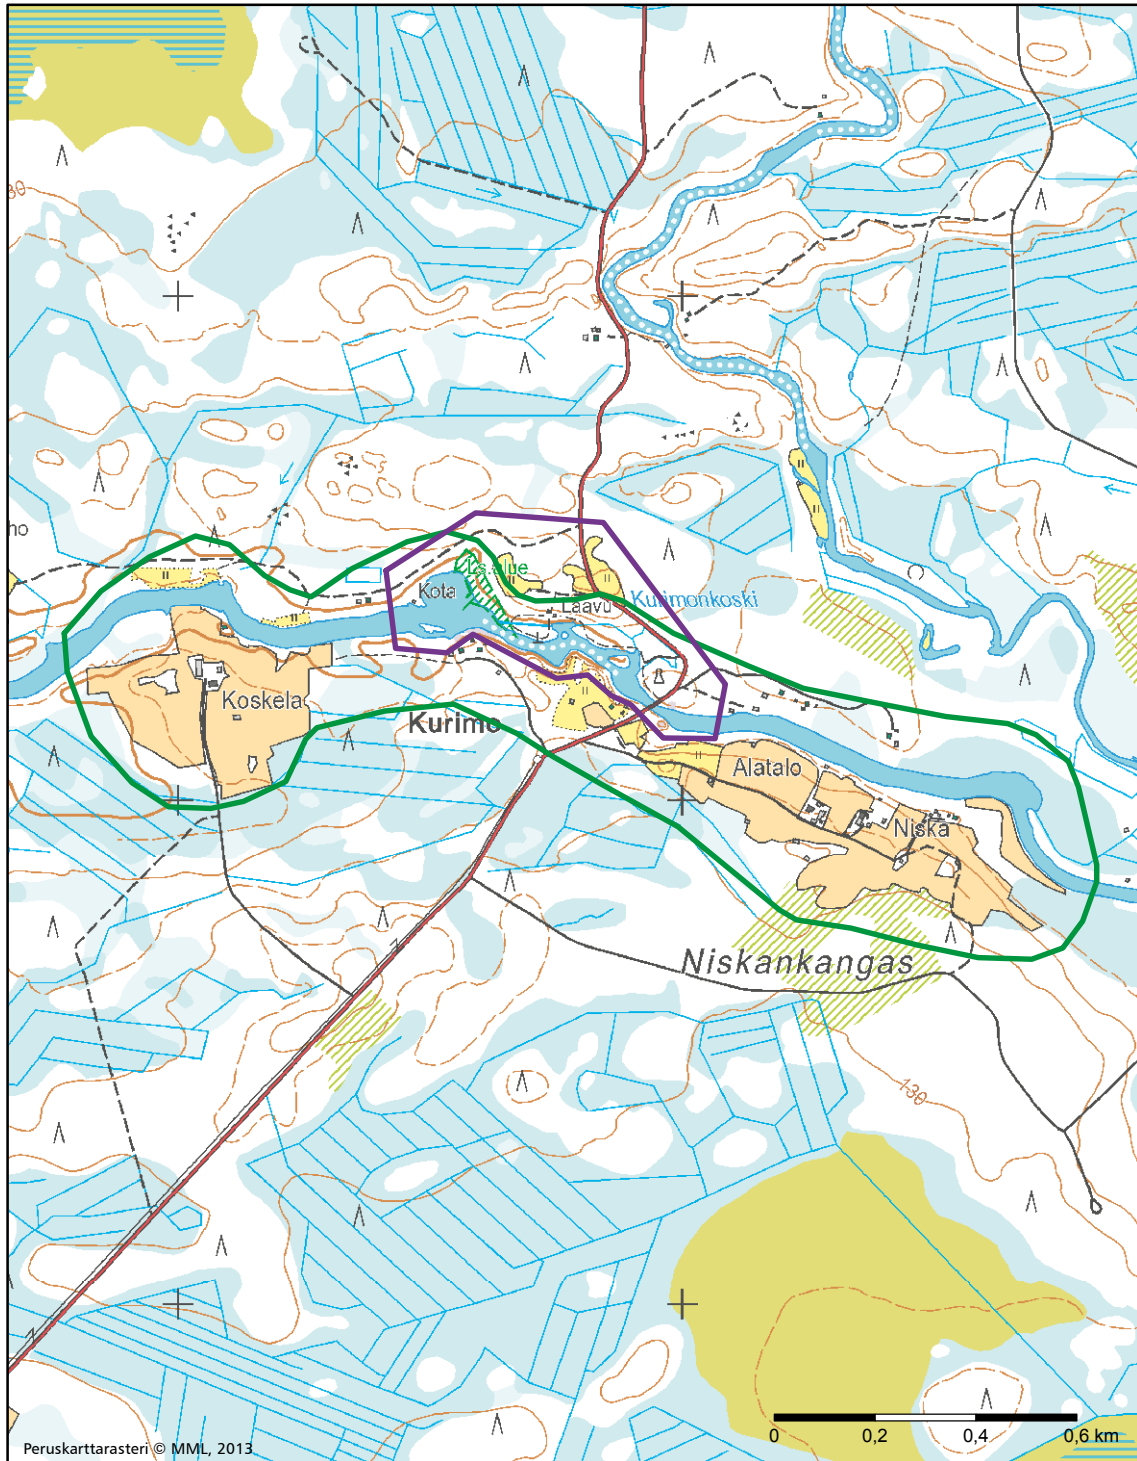 30
ho
Ls.alue
Kota
Laavu
Kurimonkoski
Koskela
Kurimo
Alatalo
Niska
Niskankangas
130
Peruskarttarasteri © MML, 2013
0 0,2 0,4 0,6 km